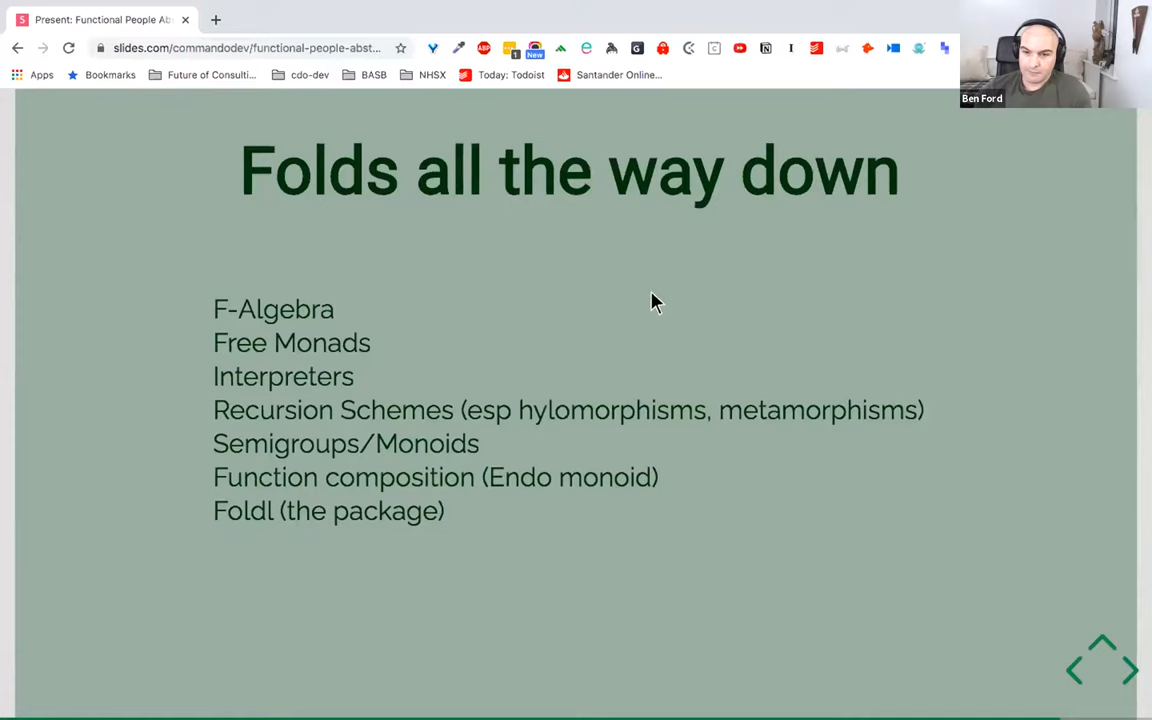 Present: Functional People Ab
slides.com/commandodev/functional-people-abst...
1
New
Apps
Bookmarks
Future of Consulti...
cdo-dev
BASB
NHSX
Today: Todoist
Santander Online...
Ben Ford
Folds all the way down
F-Algebra
Free Monads
Interpreters
Recursion Schemes (esp hylomorphisms, metamorphisms)
Semigroups/Monoids
Function composition (Endo monoid)
Foldl (the package)